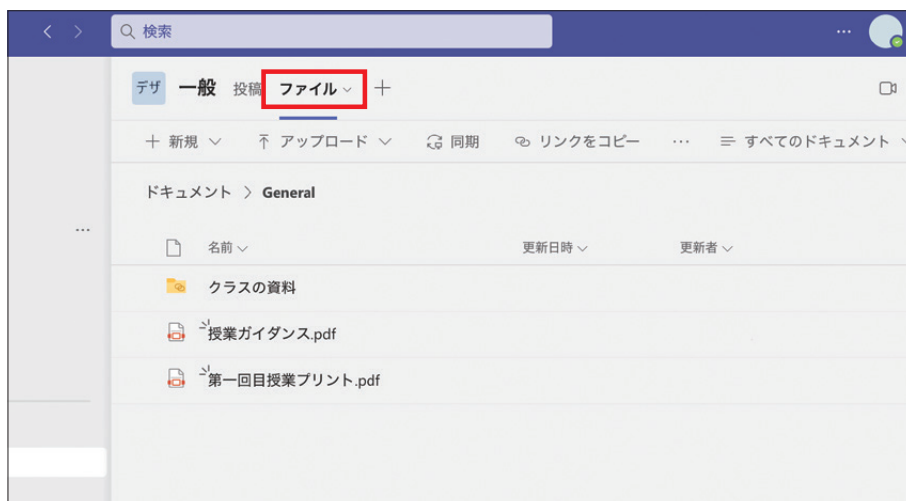 検索
デザ 一般 投稿 ファイル
新規 アップロード 同期 リンクをコピー … すべてのドキュメント
ドキュメント > General
名前 更新日時 更新者
クラスの資料
授業ガイダンス.pdf
第一回目授業プリント.pdf